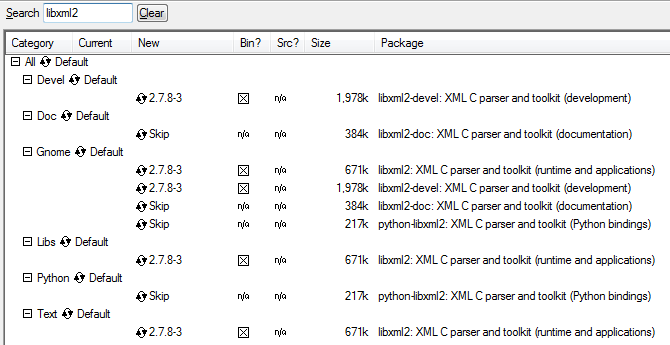 Search libxml2 Clear
Category Current New Bin? Src? Size Package
All Default
Devel Default
2.7.8-3 n/a 1,978k libxml2-devel: XML C parser and toolkit (development)
Doc Default
Skip n/a n/a 384k libxml2-doc: XML C parser and toolkit (documentation)
Gnome Default
2.7.8-3 n/a 671k libxml2: XML C parser and toolkit (runtime and applications)
2.7.8-3 n/a 1,978k libxml2-devel: XML C parser and toolkit (development)
Skip n/a n/a 384k libxml2-doc: XML C parser and toolkit (documentation)
Skip n/a n/a 217k python-libxml2: XML C parser and toolkit (Python bindings)
Libs Default
2.7.8-3 n/a 671k libxml2: XML C parser and toolkit (runtime and applications)
Python Default
Skip n/a n/a 217k python-libxml2: XML C parser and toolkit (Python bindings)
Text Default
2.7.8-3 n/a 671k libxml2: XML C parser and toolkit (runtime and applications)